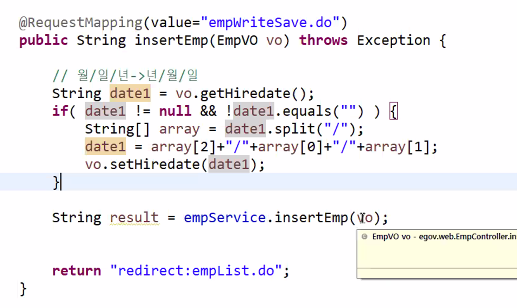 @RequestMapping(value="empWriteSave.do")
public String insertEmp(EmpVO vo) throws Exception {
// 월/일/년->년/월/일
String date1 = vo.getHiredate();
if( date1 != null && !date1.equals("") ) {
String[] array = date1.split("/");
date1 = array[2]+"/"+array[0]+"/"+array[1];
vo.setHiredate(date1);
}
String result = empService.insertEmp(vo);
EmpVO vo - egov.web.EmpController.in
return "redirect:empList.do";
}